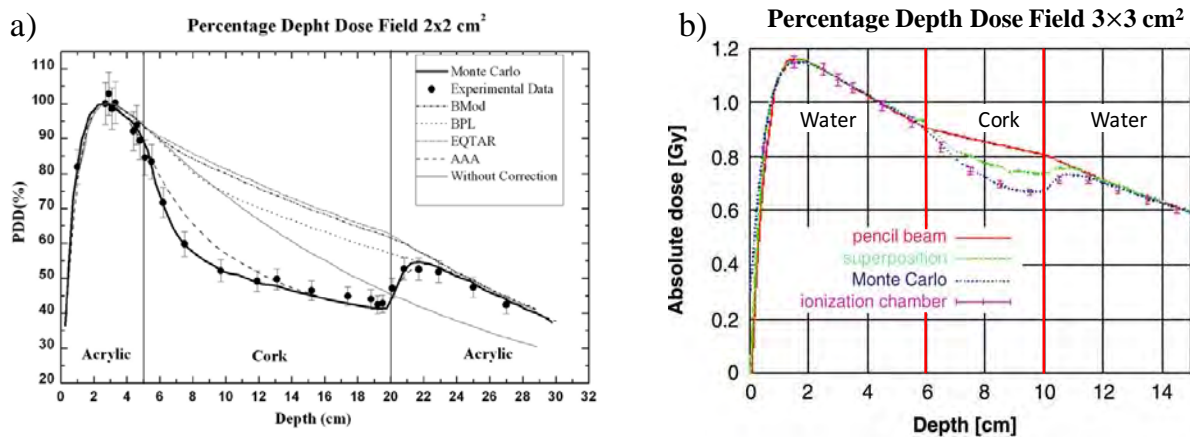 a)
Percentage Depht Dose Field 2x2 cm²
110
100
90
80
70
60
50
40
30
20
PDD(%)
Monte Carlo
Experimental Data
BMod
BPL
EQTAR
AAA
Without Correction
Acrylic
Cork
Acrylic
0 2 4 6 8 10 12 14 16 18 20 22 24 26 28 30 32
Depth (cm)
b)
Percentage Depth Dose Field 3×3 cm²
1.2
1.0
0.8
0.6
0.4
0.2
0
Absolute dose [Gy]
Water
Cork
Water
pencil beam
superposition
Monte Carlo
ionization chamber
0 2 4 6 8 10 12 14
Depth [cm]